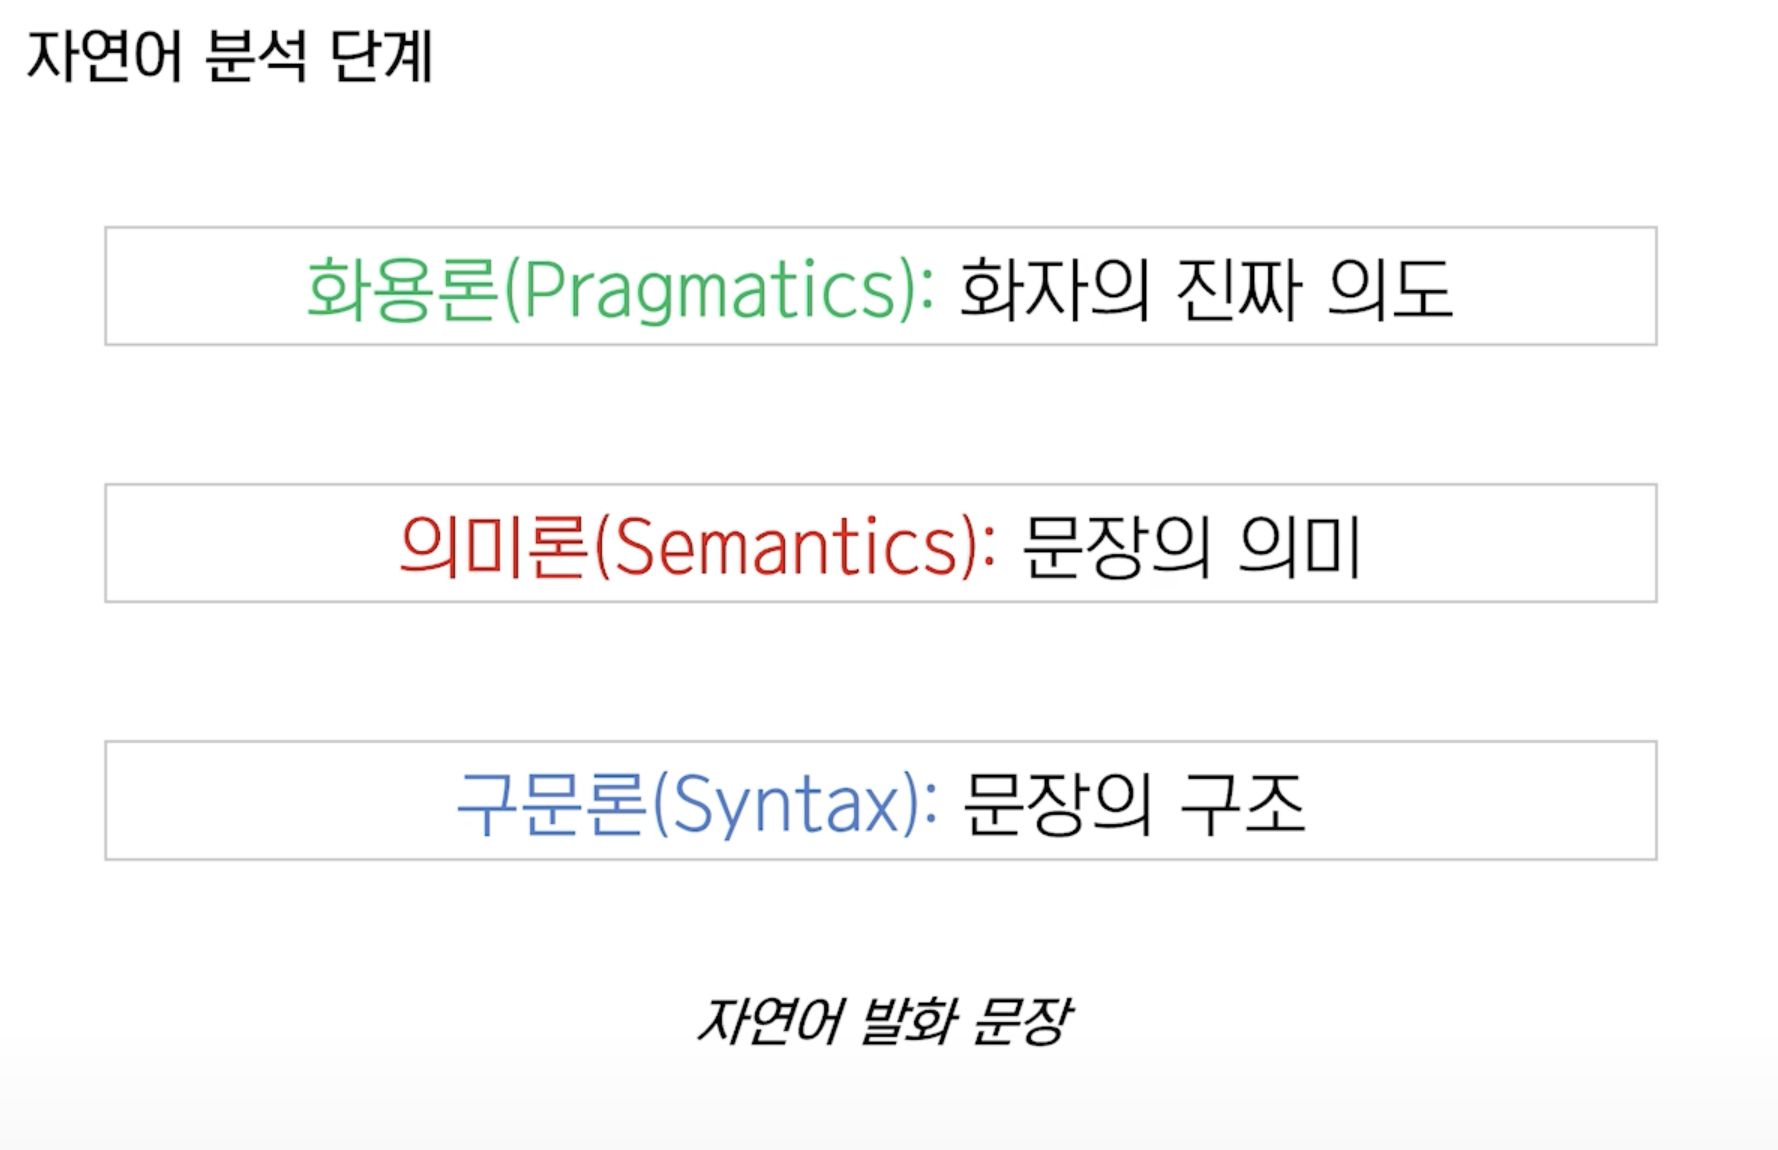 자연어 분석 단계
화용론(Pragmatics): 화자의 진짜 의도
의미론(Semantics): 문장의 의미
구문론(Syntax): 문장의 구조
자연어 발화 문장